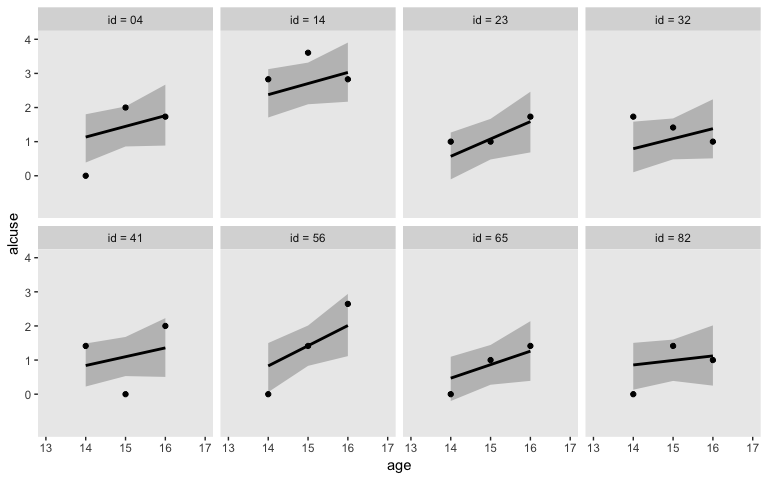 id = 04 id = 14 id = 23 id = 32
4
3
2
1
0
id = 41 id = 56 id = 65 id = 82
4
3
2
1
0
13 14 15 16 17 13 14 15 16 17 13 14 15 16 17 13 14 15 16 17
age
alcuse